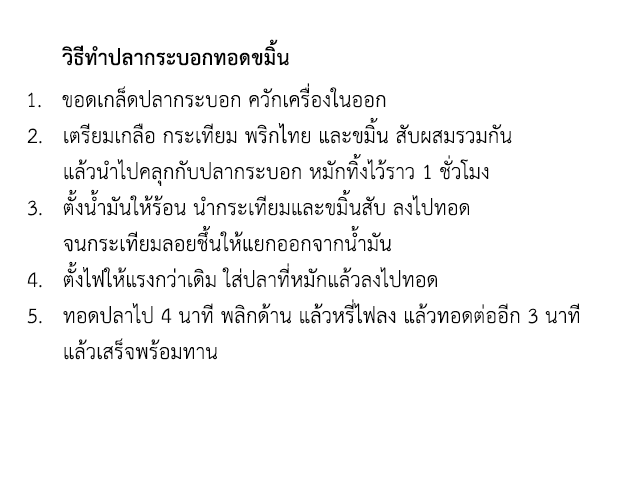 วิธีทำปลากระบอกทอดขมิ้น
1. ขอดเกล็ดปลากระบอก ควักเครื่องในออก
2. เตรียมเกลือ กระเทียม พริกไทย และขมิ้น สับผสมรวมกัน
แล้วนำไปคลุกกับปลากระบอก หมักทิ้งไว้ราว 1 ชั่วโมง
3. ตั้งน้ำมันให้ร้อน นำกระเทียมและขมิ้นสับ ลงไปทอด
จนกระเทียมลอยขึ้นให้แยกออกจากน้ำมัน
4. ตั้งไฟให้แรงกว่าเดิม ใส่ปลาที่หมักแล้วลงไปทอด
5. ทอดปลาไป 4 นาที พลิกด้าน แล้วหรี่ไฟลง แล้วทอดต่ออีก 3 นาที
แล้วเสร็จพร้อมทาน